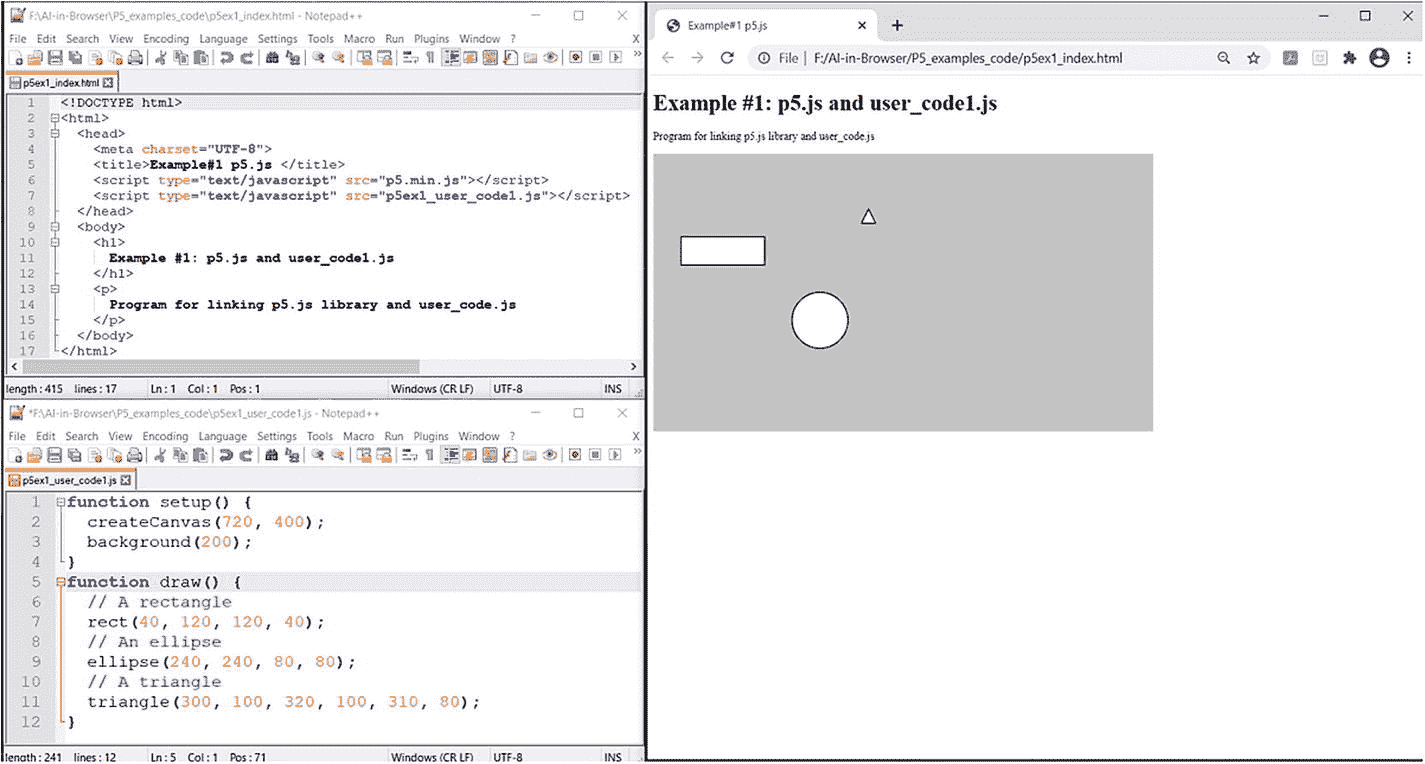 F:\AI-in-Browser\P5_examples_code\p5ex1_index.html - Notepad++
File Edit Search View Encoding Language Settings Tools Macro Run Plugins Window ? X
p5ex1_index.html
1 <!DOCTYPE html>
2 <html>
3 <head>
4 <meta charset="UTF-8">
5 <title>Example#1 p5.js </title>
6 <script type="text/javascript" src="p5.min.js"></script>
7 <script type="text/javascript" src="p5ex1_user_code1.js"></script>
8 </head>
9 <body>
10 <h1>
11 Example #1: p5.js and user_code1.js
12 </h1>
13 <p>
14 Program for linking p5.js library and user_code.js
15 </p>
16 </body>
17 </html>
length : 415 lines : 17 Ln : 1 Col : 1 Pos : 1 Windows (CR LF) UTF-8 INS
*F:\AI-in-Browser\P5_examples_code\p5ex1_user_code1.js - Notepad++
File Edit Search View Encoding Language Settings Tools Macro Run Plugins Window ? X
p5ex1_user_code1.js
1 function setup() {
2 createCanvas(720, 400);
3 background(200);
4 }
5 function draw() {
6 // A rectangle
7 rect(40, 120, 120, 40);
8 // An ellipse
9 ellipse(240, 240, 80, 80);
10 // A triangle
11 triangle(300, 100, 320, 100, 310, 80);
12 }
length : 241 lines : 12 Ln : 5 Col : 1 Pos : 71 Windows (CR LF) UTF-8 INS
Example#1 p5.js
File F:/AI-in-Browser/P5_examples_code/p5ex1_index.html
Example #1: p5.js and user_code1.js
Program for linking p5.js library and user_code.js